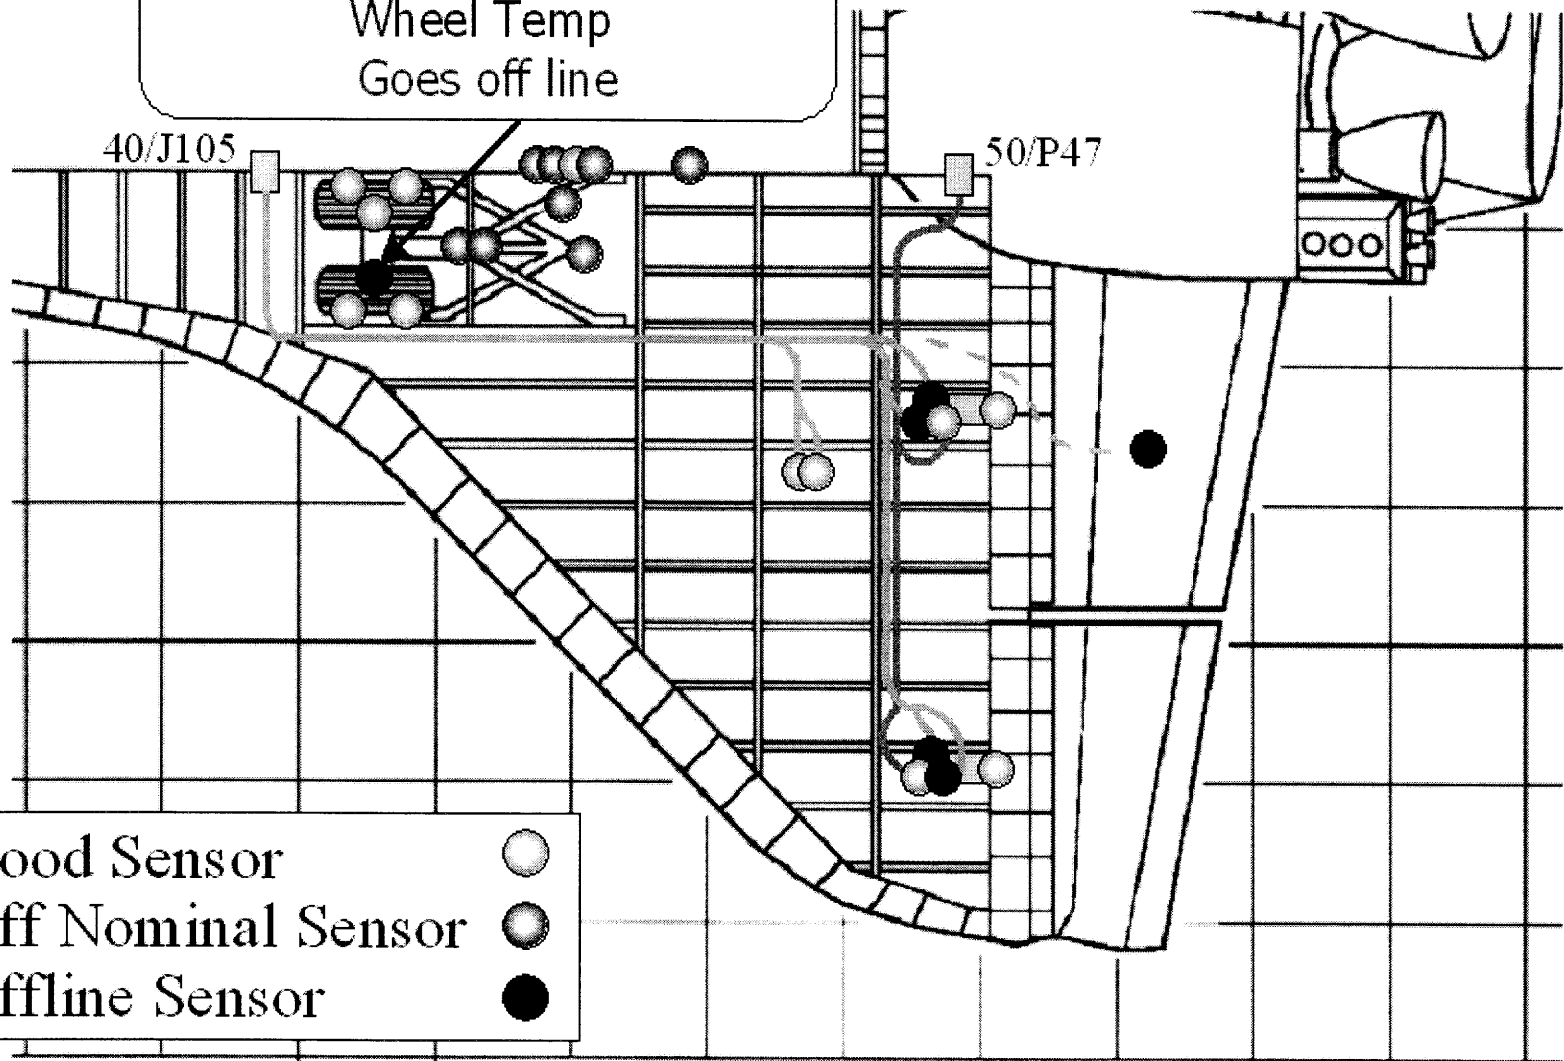 Wheel Temp
Goes off line
40/J105
50/P47
ood Sensor
ff Nominal Sensor
ffline Sensor